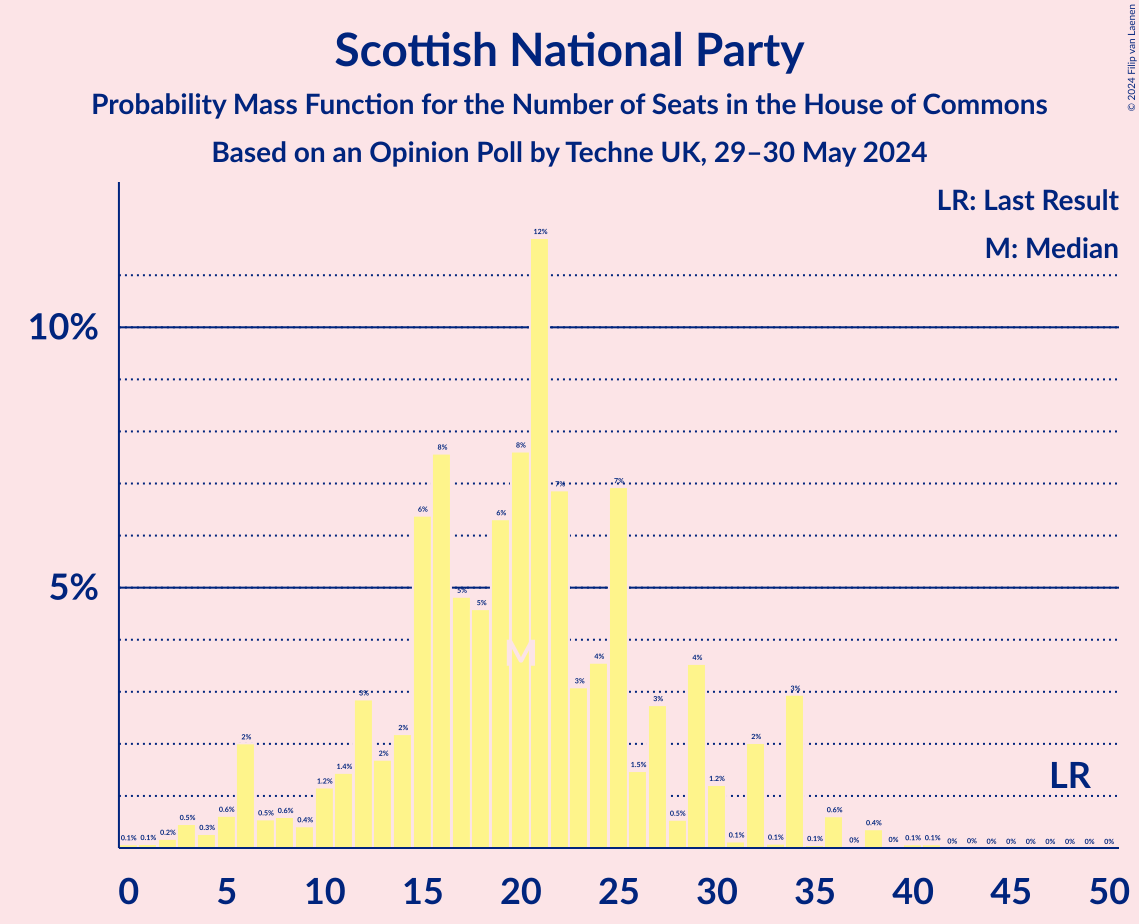 Scottish National Party
Probability Mass Function for the Number of Seats in the House of Commons
Based on an Opinion Poll by Techne UK, 29–30 May 2024
© 2024 Filip van Laenen
LR: Last Result
M: Median
10%
5%
0.1% 0.1% 0.2% 0.5% 0.3% 0.6% 2% 0.5% 0.6% 0.4% 1.2% 1.4% 3% 2% 2% 6% 8% 5% 5% 6% 8% 12% 7% 3% 4% 7% 1.5% 3% 0.5% 4% 1.2% 0.1% 2% 0.1% 3% 0.1% 0.6% 0% 0.4% 0% 0.1% 0.1% 0% 0% 0% 0% 0% 0% 0% 0% 0%
M
LR
0 5 10 15 20 25 30 35 40 45 50